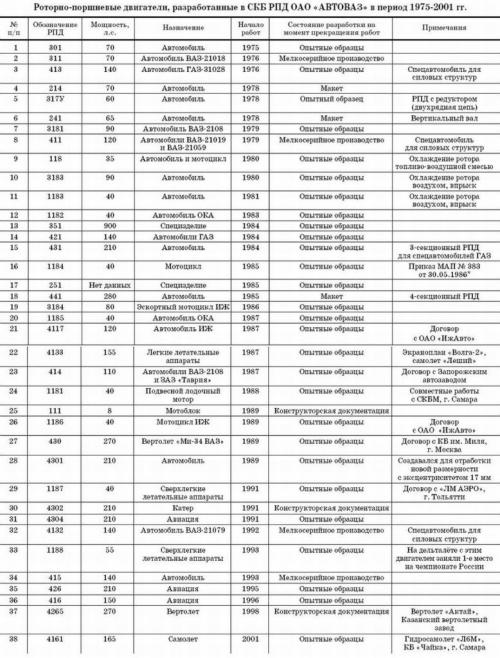 Роторно-поршневые двигатели, разработанные в СКБ РПД ОАО «АВТОВАЗ» в период 1975-2001 гг.
№ п/п Обозначение РПД Мощность, л.с. Назначение Начало работ Состояние разработки на момент прекращения работ Примечания
1 301 70 Автомобиль 1975 Опытные образцы
2 311 70 Автомобиль ВАЗ-21018 1976 Мелкосерийное производство
3 413 140 Автомобиль ГАЗ-31028 1976 Опытные образцы Спецавтомобиль для силовых структур
4 214 70 Автомобиль 1978 Макет
5 317У 60 Автомобиль 1978 Опытный образец РПД с редуктором (двухрядная цепь)
6 241 65 Автомобиль 1978 Макет Вертикальный вал
7 3181 90 Автомобиль ВАЗ-2108 1979 Опытные образцы
8 411 120 Автомобили ВАЗ-21019 и ВАЗ-21059 1979 Мелкосерийное производство Спецавтомобиль для силовых структур
9 118 35 Автомобиль и мотоцикл 1980 Опытные образцы Охлаждение ротора топливо-воздушной смесью
10 3183 90 Автомобиль 1980 Опытные образцы Охлаждение ротора воздухом, впрыск
11 1183 40 Автомобиль 1981 Опытные образцы Охлаждение ротора воздухом, впрыск
12 1182 40 Автомобиль ОКА 1983 Опытные образцы
13 351 900 Специзделие 1984 Опытные образцы
14 421 140 Автомобили ГАЗ 1984 Опытные образцы
15 431 210 Автомобиль 1984 Опытные образцы 3-секционный РПД для спецавтомобилей ГАЗ
16 1184 40 Мотоцикл 1985 Опытные образцы Приказ МАП № 383 от 30.05.1986"
17 251 Нет данных Специзделие 1985 Опытные образцы
18 441 280 Автомобиль 1985 Макет 4-секционный РПД
19 3184 80 Эскортный мотоцикл ИЖ 1986 Опытные образцы
20 1185 40 Автомобиль ОКА 1987 Опытные образцы
21 4117 120 Автомобиль ИЖ 1987 Опытные образцы Договор с ОАО «ИжАвто»
22 4133 155 Легкие летательные аппараты 1987 Опытные образцы Экраноплан «Волга-2», самолет «Леший»
23 414 110 Автомобили ВАЗ-2108 и ЗАЗ «Таврия» 1987 Опытные образцы Договор с Запорожским автозаводом
24 1181 40 Подвесной лодочный мотор 1988 Опытные образцы Совместные работы с СКБМ, г. Самара
25 111 8 Мотоблок 1989 Конструкторская документация
26 1186 40 Мотоцикл ИЖ 1989 Опытные образцы Договор с ОАО «ИжАвто»
27 430 270 Вертолет «Ми-34 ВАЗ» 1989 Опытные образцы Договор с КБ им. Миля, г. Москва
28 4301 210 Автомобиль 1989 Опытные образцы Создавался для отработки новой размерности с эксцентриситетом 17 мм
29 1187 40 Сверхлегкие летательные аппараты 1991 Опытные образцы Договор с «ЛМ АЭРО», г. Тольятти
30 4302 210 Катер 1991 Конструкторская документация
31 4304 210 Авиация 1991 Опытные образцы
32 4132 140 Автомобиль ВАЗ-21079 1992 Мелкосерийное производство Спецавтомобиль для силовых структур
33 1188 55 Сверхлегкие летательные аппараты 1993 Опытные образцы На дельталёте с этим двигателем заняли 1-е место на чемпионате России
34 415 140 Автомобиль 1993 Мелкосерийное производство
35 426 210 Авиация 1995 Опытные образцы
36 416 150 Авиация 1996 Опытные образцы
37 4265 270 Вертолет 1998 Конструкторская документация Вертолет «Актай», Казанский вертолетный завод
38 4161 165 Самолет 2001 Опытные образцы Гидросамолет «Л6М», КБ «Чайка», г. Самара